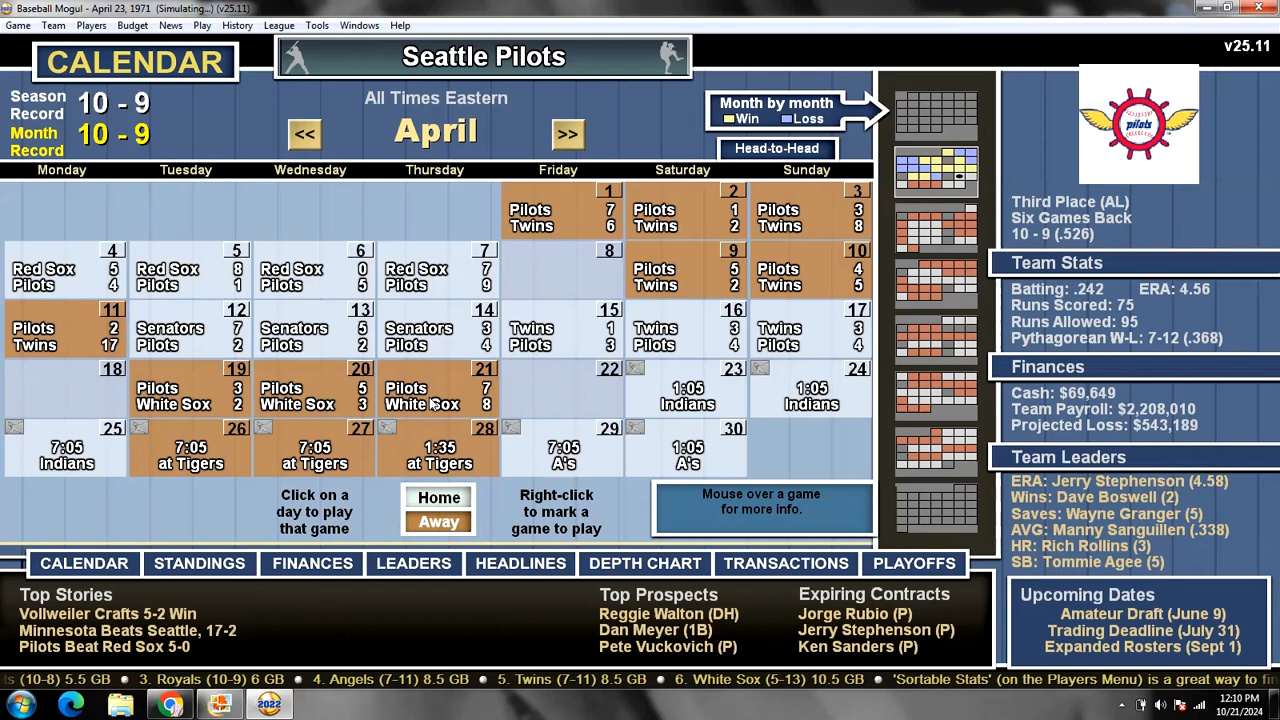 Baseball Mogul - April 23, 1971 (Simulating...) (v25.11)
Game Team Players Budget News Play History League Tools Windows Help
CALENDAR
Seattle Pilots
v25.11
Season Record 10 - 9
Month Record 10 - 9
All Times Eastern
<< April >>
Month by month
Win Loss
Head-to-Head
Monday Tuesday Wednesday Thursday Friday Saturday Sunday
1 2 3
Pilots 7 Pilots 1 Pilots 3
Twins 6 Twins 2 Twins 8
4 5 6 7 8 9 10
Red Sox 5 Red Sox 8 Red Sox 0 Red Sox 7 Pilots 5 Pilots 4
Pilots 4 Pilots 1 Pilots 5 Pilots 9 Twins 2 Twins 5
11 12 13 14 15 16 17
Pilots 2 Senators 7 Senators 5 Senators 3 Twins 1 Twins 3 Twins 3
Twins 17 Pilots 2 Pilots 2 Pilots 4 Pilots 3 Pilots 4 Pilots 4
18 19 20 21 22 23 24
Pilots 3 Pilots 5 Pilots 7 1:05 1:05
White Sox 2 White Sox 3 White Sox 8 Indians Indians
25 26 27 28 29 30
7:05 7:05 7:05 1:35 7:05 1:05
Indians at Tigers at Tigers at Tigers A's A's
Click on a day to play that game
Home
Away
Right-click to mark a game to play
Mouse over a game
for more info.
pilots
Third Place (AL)
Six Games Back
10 - 9 (.526)
Team Stats
Batting: .242 ERA: 4.56
Runs Scored: 75
Runs Allowed: 95
Pythagorean W-L: 7-12 (.368)
Finances
Cash: $69,649
Team Payroll: $2,208,010
Projected Loss: $543,189
Team Leaders
ERA: Jerry Stephenson (4.58)
Wins: Dave Boswell (2)
Saves: Wayne Granger (5)
AVG: Manny Sanguillen (.338)
HR: Rich Rollins (3)
SB: Tommie Agee (5)
CALENDAR STANDINGS FINANCES LEADERS HEADLINES DEPTH CHART TRANSACTIONS PLAYOFFS
Top Stories
Vollweiler Crafts 5-2 Win
Minnesota Beats Seattle, 17-2
Pilots Beat Red Sox 5-0
Top Prospects
Reggie Walton (DH)
Dan Meyer (1B)
Pete Vuckovich (P)
Expiring Contracts
Jorge Rubio (P)
Jerry Stephenson (P)
Ken Sanders (P)
Upcoming Dates
Amateur Draft (June 9)
Trading Deadline (July 31)
Expanded Rosters (Sept 1)
ts (10-8) 5.5 GB • 3. Royals (10-9) 6 GB • 4. Angels (7-11) 8.5 GB • 5. Twins (7-11) 8.5 GB • 6. White Sox (5-13) 10.5 GB • 'Sortable Stats' (on the Players Menu) is a great way to fin
2022
12:10 PM
10/21/2024